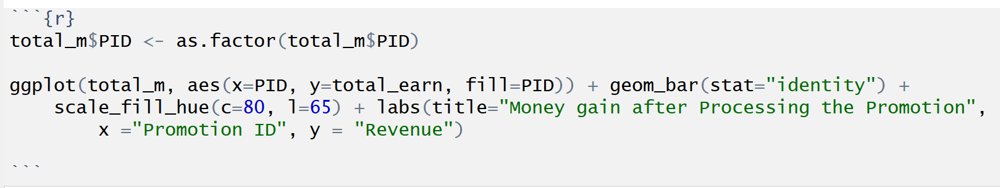 ```{r}
total_m$PID <- as.factor(total_m$PID)
ggplot(total_m, aes(x=PID, y=total_earn, fill=PID)) + geom_bar(stat="identity") +
    scale_fill_hue(c=80, l=65) + labs(title="Money gain after Processing the Promotion",
        x ="Promotion ID", y = "Revenue")
```